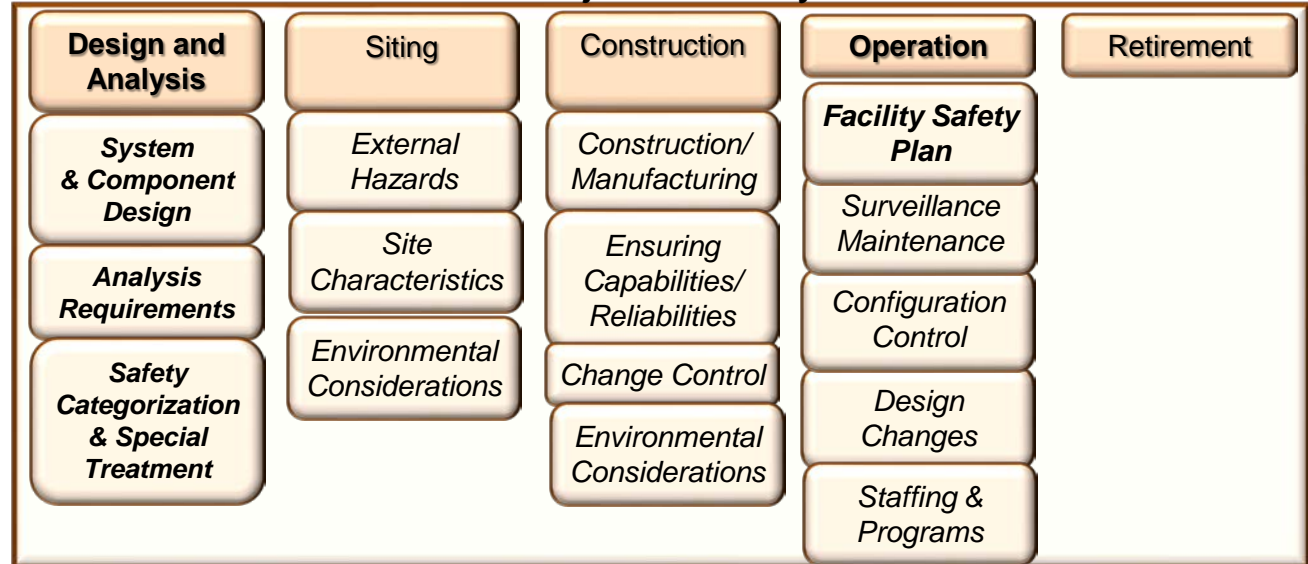 Design and
Analysis
System
& Component
Design
Analysis
Requirements
Safety
Categorization
& Special
Treatment
Siting
External
Hazards
Site
Characteristics
Environmental
Considerations
Construction
Construction/
Manufacturing
Ensuring
Capabilities/
Reliabilities
Change Control
Environmental
Considerations
Operation
Facility Safety
Plan
Surveillance
Maintenance
Configuration
Control
Design
Changes
Staffing &
Programs
Retirement